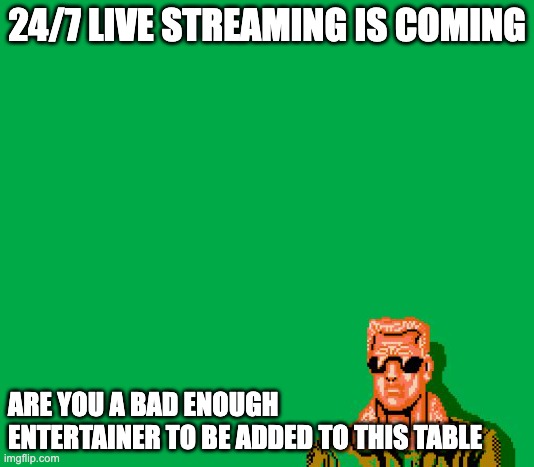 24/7 LIVE STREAMING IS COMING
ARE YOU A BAD ENOUGH
ENTERTAINER TO BE ADDED TO THIS TABLE
imgflip.com